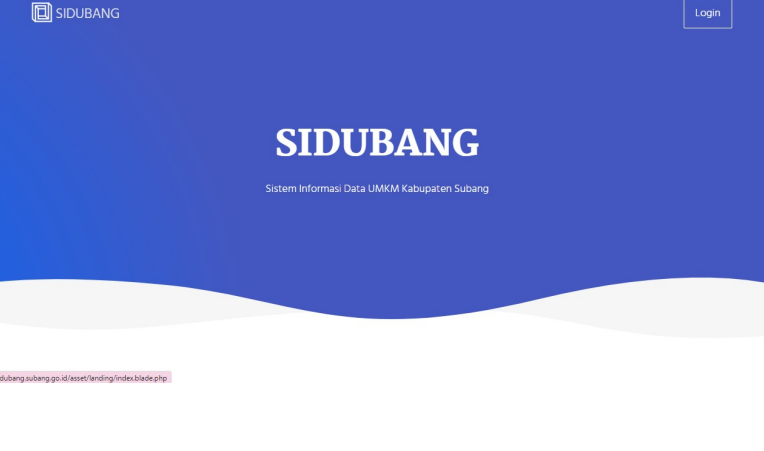 SIDUBANG
Login
SIDUBANG
Sistem Informasi Data UMKM Kabupaten Subang
dubang.subang.go.id/asset/landing/index.blade.php